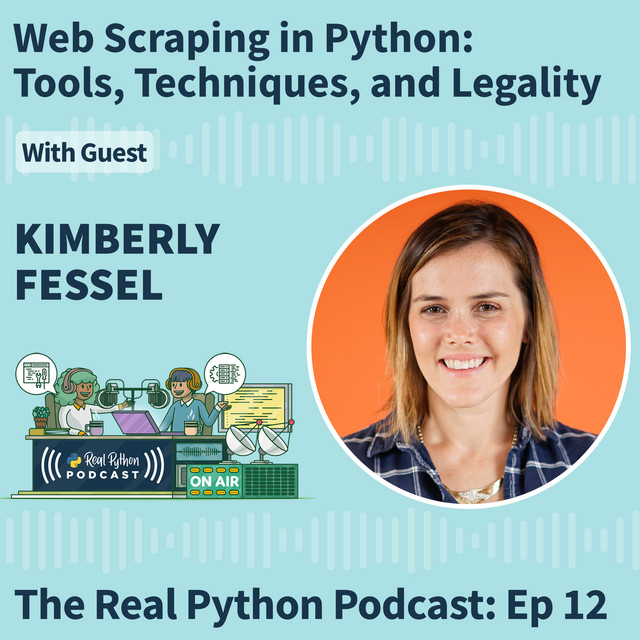 Web Scraping in Python:
Tools, Techniques, and Legality
With Guest
KIMBERLY
FESSEL
Real Python
PODCAST
ON AIR
The Real Python Podcast: Ep 12